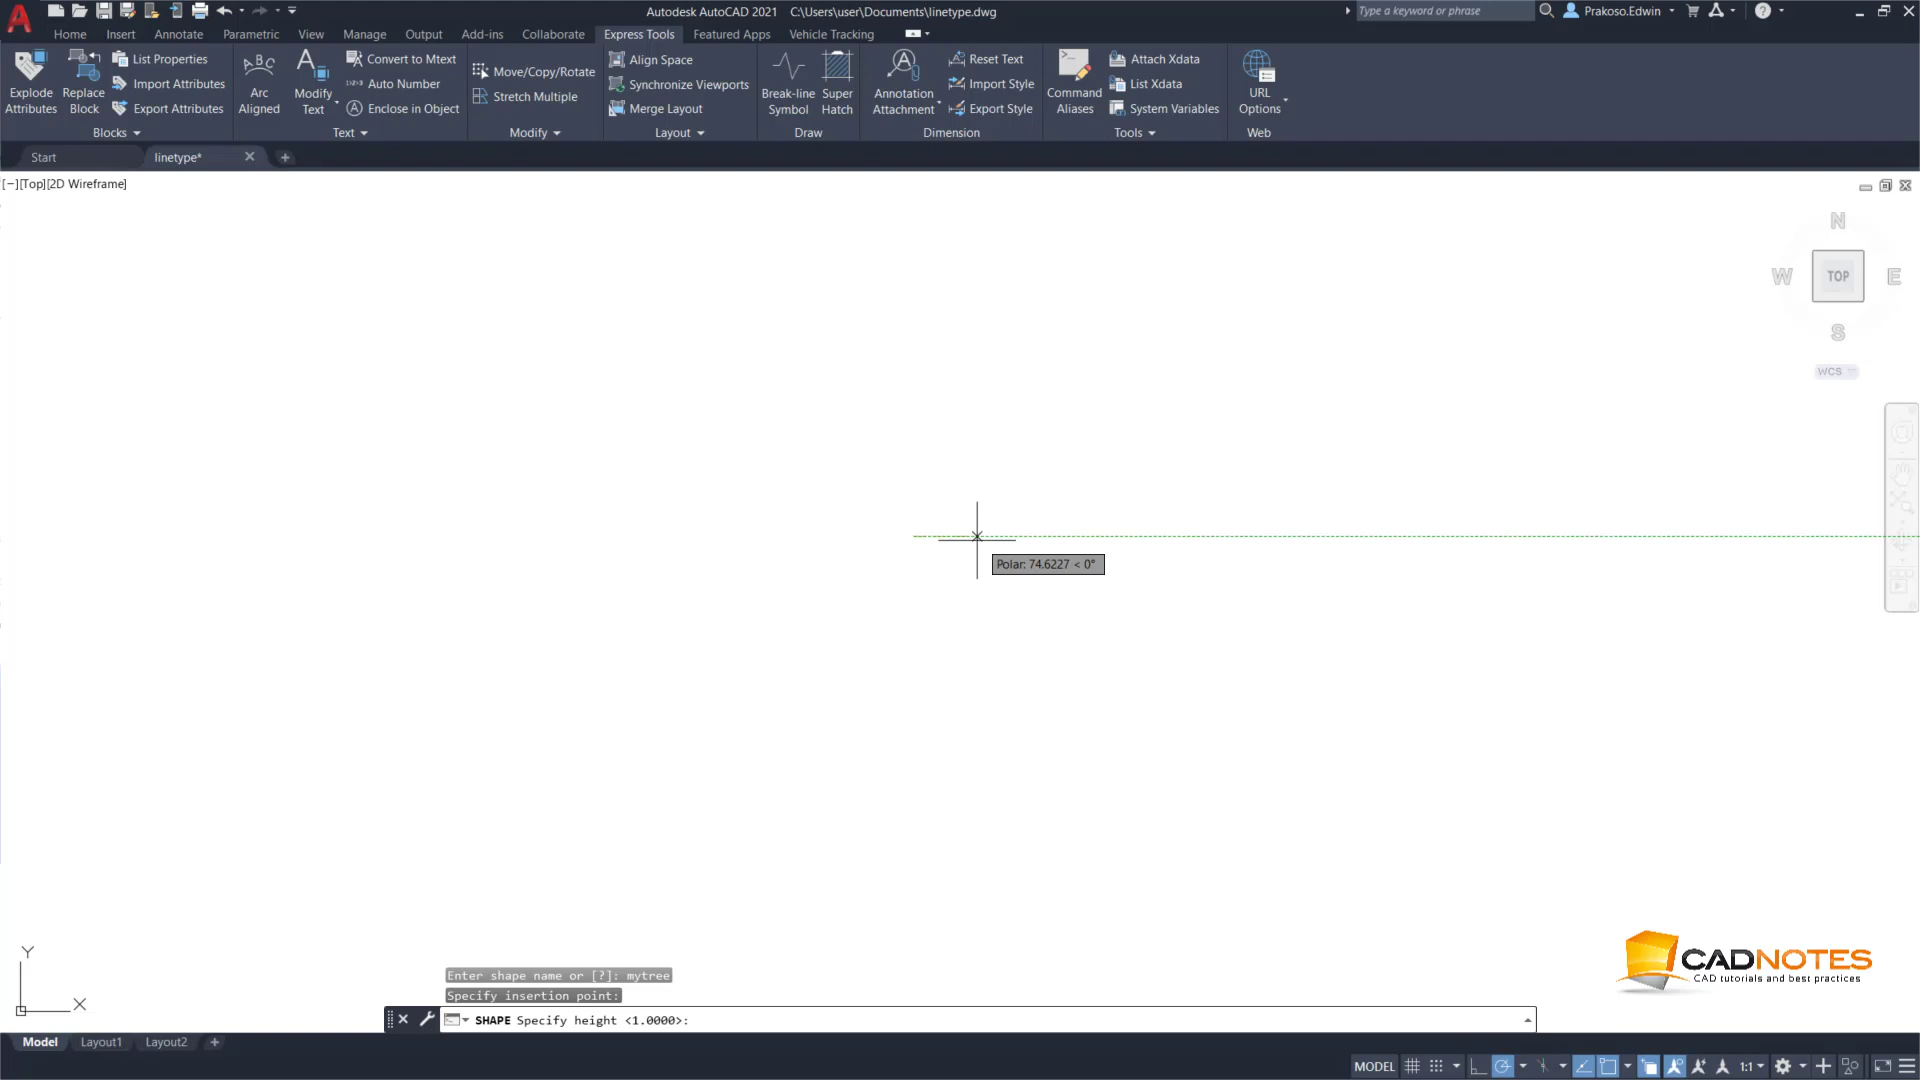 Autodesk AutoCAD 2021 C:\Users\user\Documents\linetype.dwg
Type a keyword or phrase
Prakoso.Edwin
Home Insert Annotate Parametric View Manage Output Add-ins Collaborate Express Tools Featured Apps Vehicle Tracking
Explode Attributes
Replace Block
List Properties
Import Attributes
Export Attributes
Blocks
Arc Aligned
Modify Text
Convert to Mtext
Auto Number
Enclose in Object
Text
Move/Copy/Rotate
Stretch Multiple
Modify
Align Space
Synchronize Viewports
Merge Layout
Layout
Break-line Symbol
Super Hatch
Draw
Annotation Attachment
Reset Text
Import Style
Export Style
Dimension
Command Aliases
Attach Xdata
List Xdata
System Variables
Tools
URL Options
Web
Start
linetype*
[−][Top][2D Wireframe]
N
W TOP E
S
WCS
Polar: 74.6227 < 0°
Y
X
CADNOTES
CAD tutorials and best practices
Enter shape name or [?]: mytree
Specify insertion point:
SHAPE Specify height <1.0000>:
Model Layout1 Layout2
MODEL
1:1